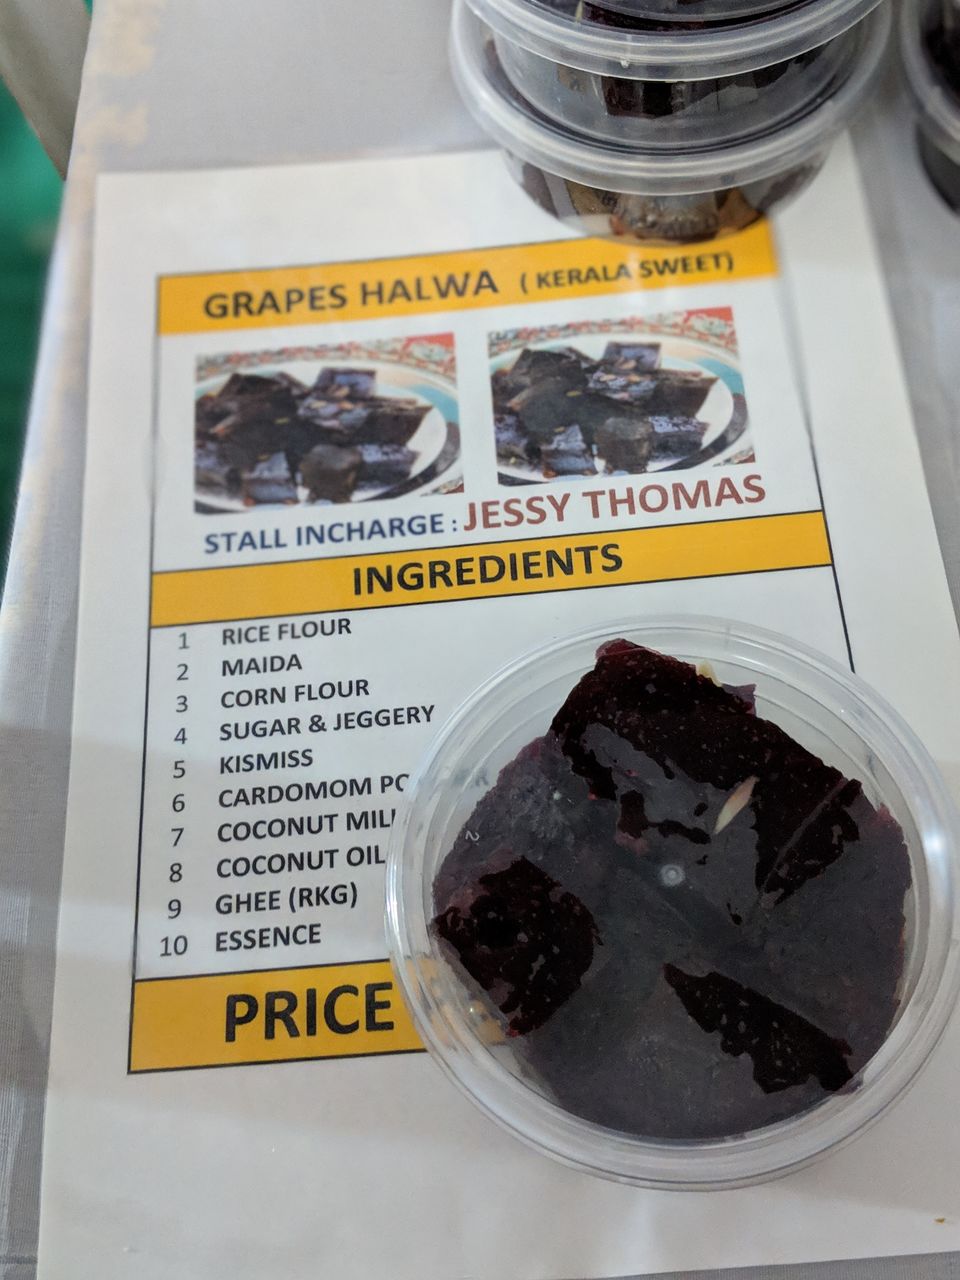 GRAPES HALWA ( KERALA SWEET)
STALL INCHARGE : JESSY THOMAS
INGREDIENTS
1 RICE FLOUR
2 MAIDA
3 CORN FLOUR
4 SUGAR & JEGGERY
5 KISMISS
6 CARDOMOM
7 COCONUT
8 COCONUT OIL
9 GHEE (RKG)
10 ESSENCE
PRICE